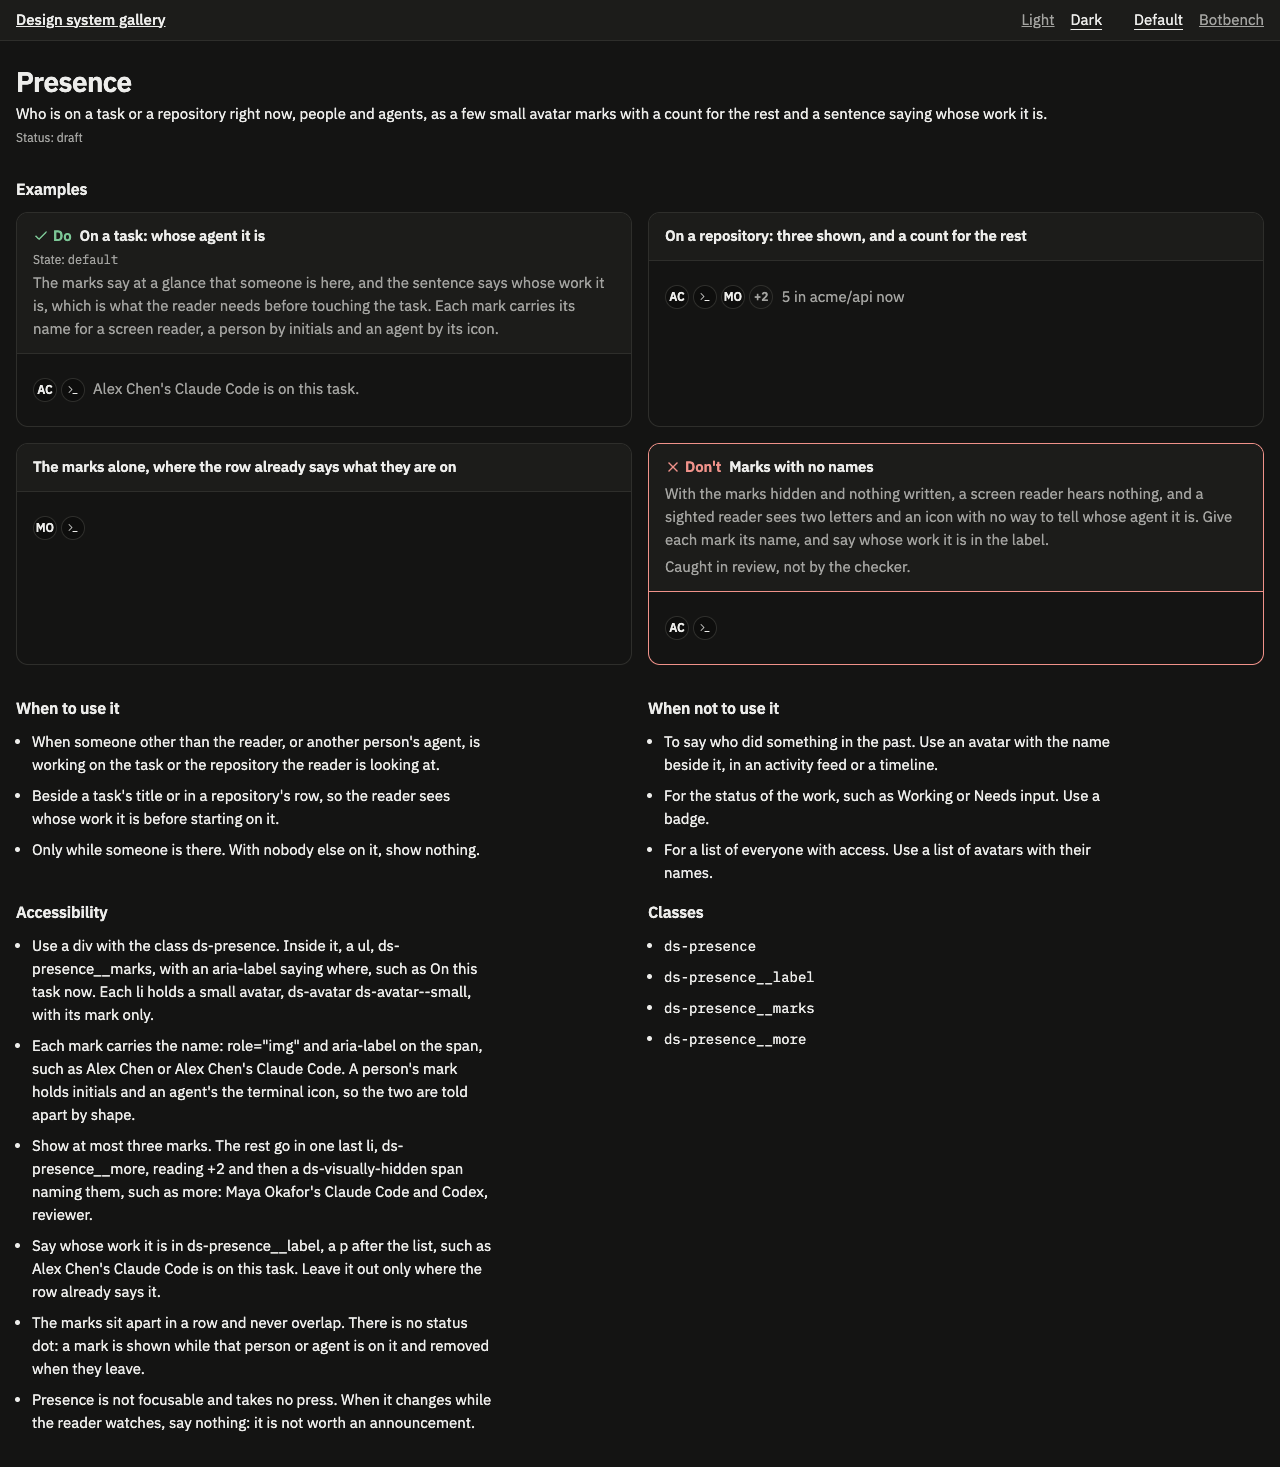 Design system gallery
Light Dark Default Botbench
Presence
Who is on a task or a repository right now, people and agents, as a few small avatar marks with a count for the rest and a sentence saying whose work it is.
Status: draft
Examples
Do On a task: whose agent it is
State: default
The marks say at a glance that someone is here, and the sentence says whose work it
is, which is what the reader needs before touching the task. Each mark carries its
name for a screen reader, a person by initials and an agent by its icon.
AC Alex Chen's Claude Code is on this task.
On a repository: three shown, and a count for the rest
AC MO +2 5 in acme/api now
The marks alone, where the row already says what they are on
MO
Don't Marks with no names
With the marks hidden and nothing written, a screen reader hears nothing, and a
sighted reader sees two letters and an icon with no way to tell whose agent it is. Give
each mark its name, and say whose work it is in the label.
Caught in review, not by the checker.
AC
When to use it
When someone other than the reader, or another person's agent, is
working on the task or the repository the reader is looking at.
Beside a task's title or in a repository's row, so the reader sees
whose work it is before starting on it.
Only while someone is there. With nobody else on it, show nothing.
When not to use it
To say who did something in the past. Use an avatar with the name
beside it, in an activity feed or a timeline.
For the status of the work, such as Working or Needs input. Use a
badge.
For a list of everyone with access. Use a list of avatars with their
names.
Accessibility
Use a div with the class ds-presence. Inside it, a ul, ds-
presence__marks, with an aria-label saying where, such as On this
task now. Each li holds a small avatar, ds-avatar ds-avatar--small,
with its mark only.
Each mark carries the name: role="img" and aria-label on the span,
such as Alex Chen or Alex Chen's Claude Code. A person's mark
holds initials and an agent's the terminal icon, so the two are told
apart by shape.
Show at most three marks. The rest go in one last li, ds-
presence__more, reading +2 and then a ds-visually-hidden span
naming them, such as more: Maya Okafor's Claude Code and Codex,
reviewer.
Say whose work it is in ds-presence__label, a p after the list, such as
Alex Chen's Claude Code is on this task. Leave it out only where the
row already says it.
The marks sit apart in a row and never overlap. There is no status
dot: a mark is shown while that person or agent is on it and removed
when they leave.
Presence is not focusable and takes no press. When it changes while
the reader watches, say nothing: it is not worth an announcement.
Classes
ds-presence
ds-presence__label
ds-presence__marks
ds-presence__more